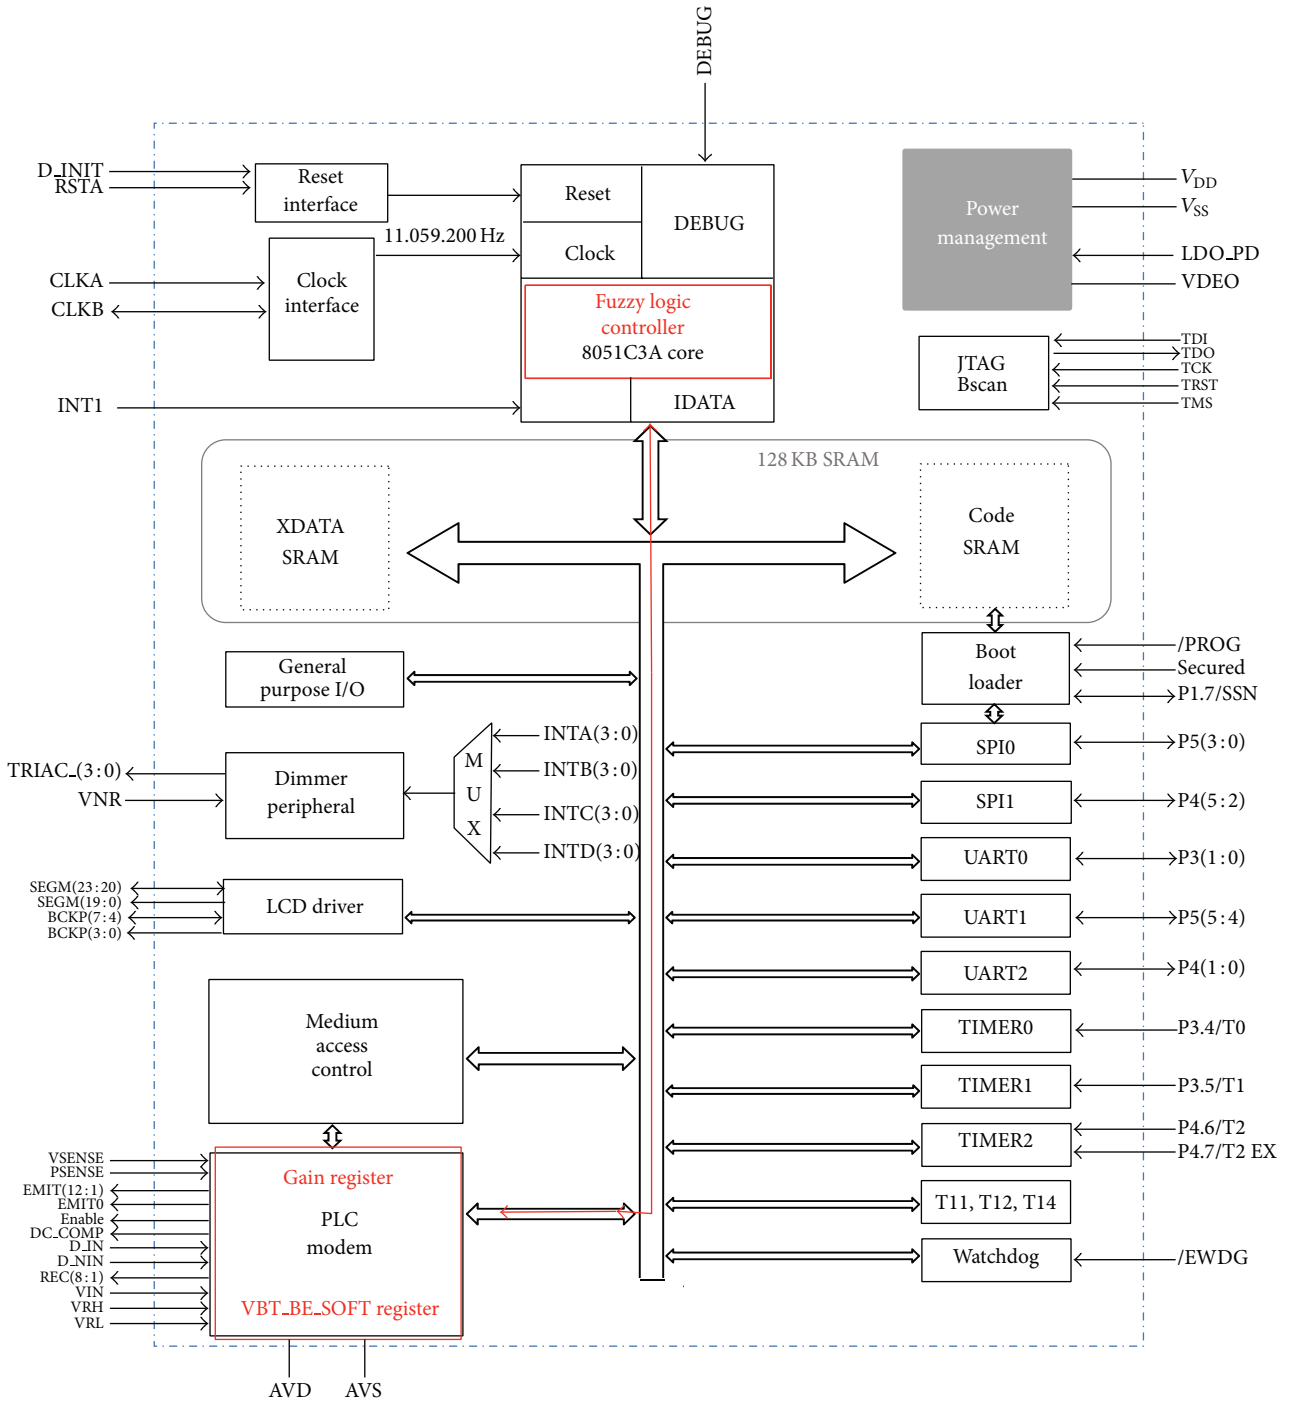 DEBUG
D_INIT
RSTA
Reset
interface
Reset
DEBUG
Power
management
V_DD
V_SS
LDO_PD
VDEO
11.059.200 Hz
Clock
CLKA
CLKB
Clock
interface
Fuzzy logic
controller
8051C3A core
JTAG
Bscan
TDI
TDO
TCK
TRST
TMS
INT1
IDATA
128 KB SRAM
XDATA
SRAM
Code
SRAM
General
purpose I/O
Boot
loader
/PROG
Secured
P1.7/SSN
TRIAC_(3:0)
VNR
Dimmer
peripheral
M
U
X
INTA(3:0)
INTB(3:0)
INTC(3:0)
INTD(3:0)
SPI0
P5(3:0)
SPI1
P4(5:2)
UART0
P3(1:0)
SEGM(23:20)
SEGM(19:0)
BCKP(7:4)
BCKP(3:0)
LCD driver
UART1
P5(5:4)
UART2
P4(1:0)
Medium
access
control
TIMER0
P3.4/T0
TIMER1
P3.5/T1
TIMER2
P4.6/T2
P4.7/T2 EX
VSENSE
PSENSE
EMIT(12:1)
EMIT0
Enable
DC_COMP
D_IN
D_NIN
REC(8:1)
VIN
VRH
VRL
Gain register
PLC
modem
VBT_BE_SOFT register
T11, T12, T14
Watchdog
/EWDG
AVD
AVS